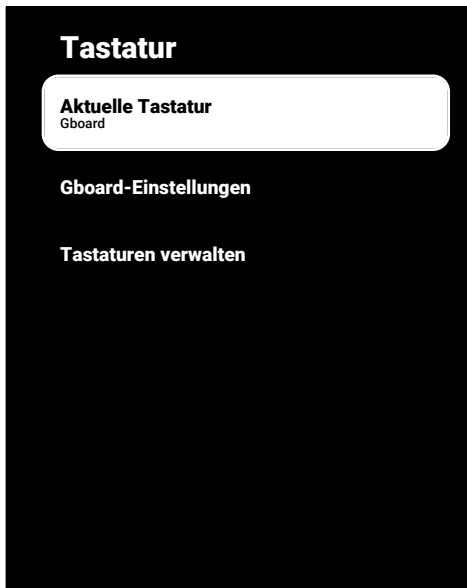 Tastatur
Aktuelle Tastatur
Gboard
Gboard-Einstellungen
Tastaturen verwalten